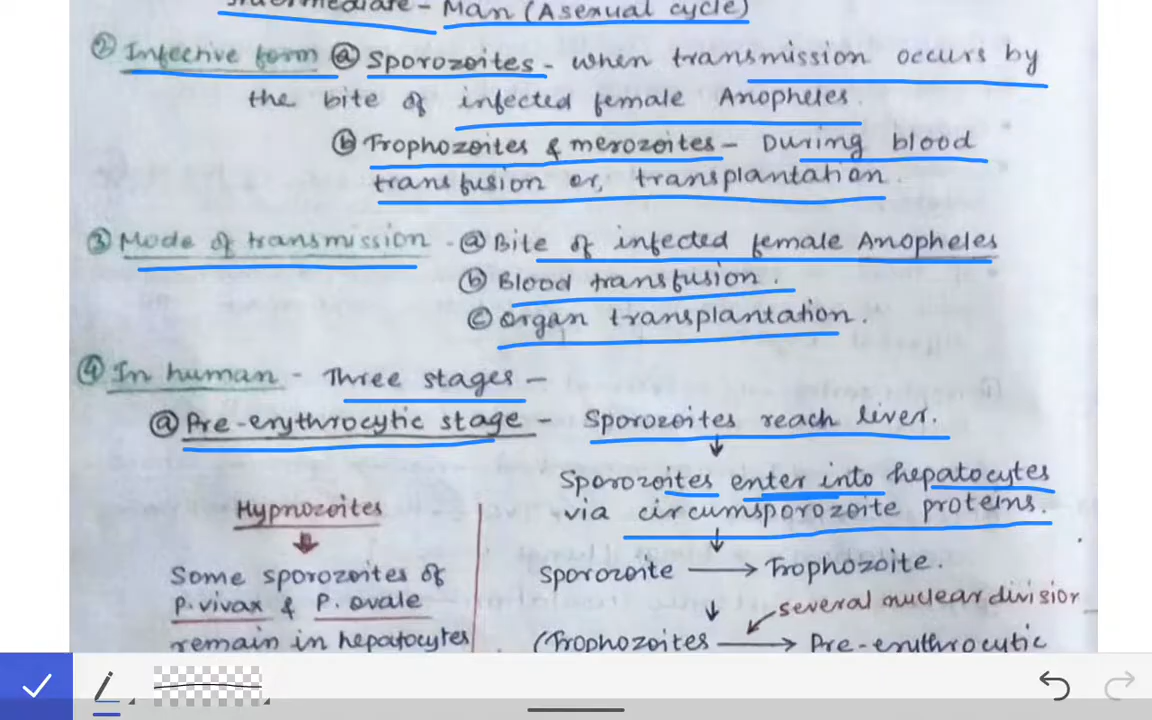 Intermediate - Man (Asexual cycle)
② Infective form ⓐ Sporozoites - when transmission occurs by
the bite of infected female Anopheles.
ⓑ Trophozoites & merozoites - During blood
transfusion or, transplantation.
③ Mode of transmission - ⓐ Bite of infected female Anopheles
ⓑ Blood transfusion.
ⓒ Organ transplantation.
④ In human - Three stages -
ⓐ Pre-erythrocytic stage - Sporozoites reach liver.
↓
Sporozoites enter into hepatocytes
via circumsporozoite proteins.
↓
Sporozoite → Trophozoite.
↓ several nuclear division
(Trophozoites → Pre-erythrocytic
Hypnozoites
↓
Some sporozoites of
P. vivax & P. ovale
remain in hepatocytes